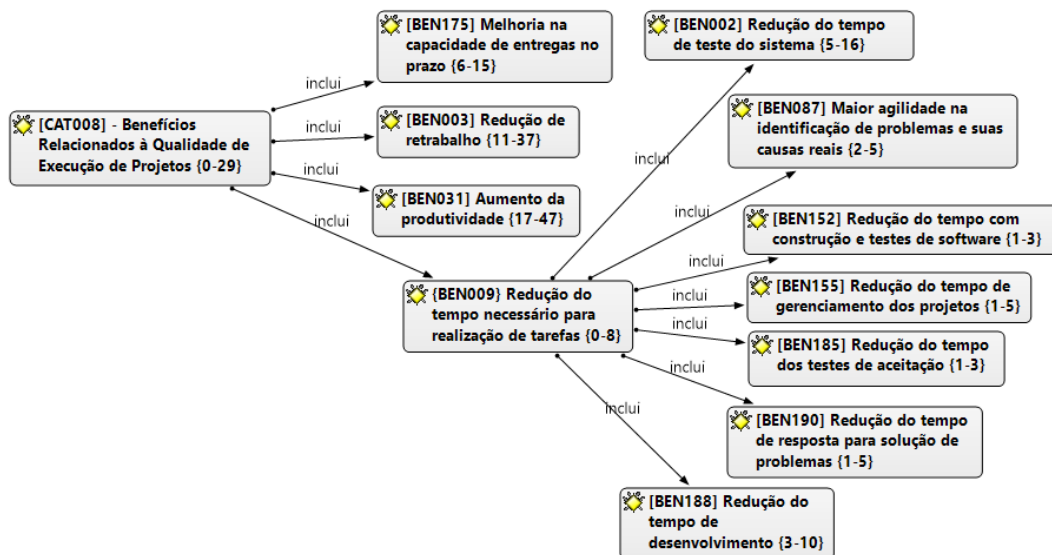 [BEN175] Melhoria na
capacidade de entregas no
prazo {6-15}
[BEN002] Redução do tempo
de teste do sistema {5-16}
inclui
[CAT008] - Benefícios
Relacionados à Qualidade de
Execução de Projetos {0-29}
inclui
[BEN003] Redução de
retrabalho {11-37}
[BEN087] Maior agilidade na
identificação de problemas e suas
causas reais {2-5}
inclui
inclui
[BEN031] Aumento da
produtividade {17-47}
inclui
inclui
[BEN152] Redução do tempo com
construção e testes de software {1-3}
inclui
{BEN009} Redução do
tempo necessário para
realização de tarefas {0-8}
inclui
[BEN155] Redução do tempo de
gerenciamento dos projetos {1-5}
inclui
[BEN185] Redução do tempo
dos testes de aceitação {1-3}
inclui
[BEN190] Redução do tempo
de resposta para solução de
problemas {1-5}
inclui
[BEN188] Redução do
tempo de
desenvolvimento {3-10}